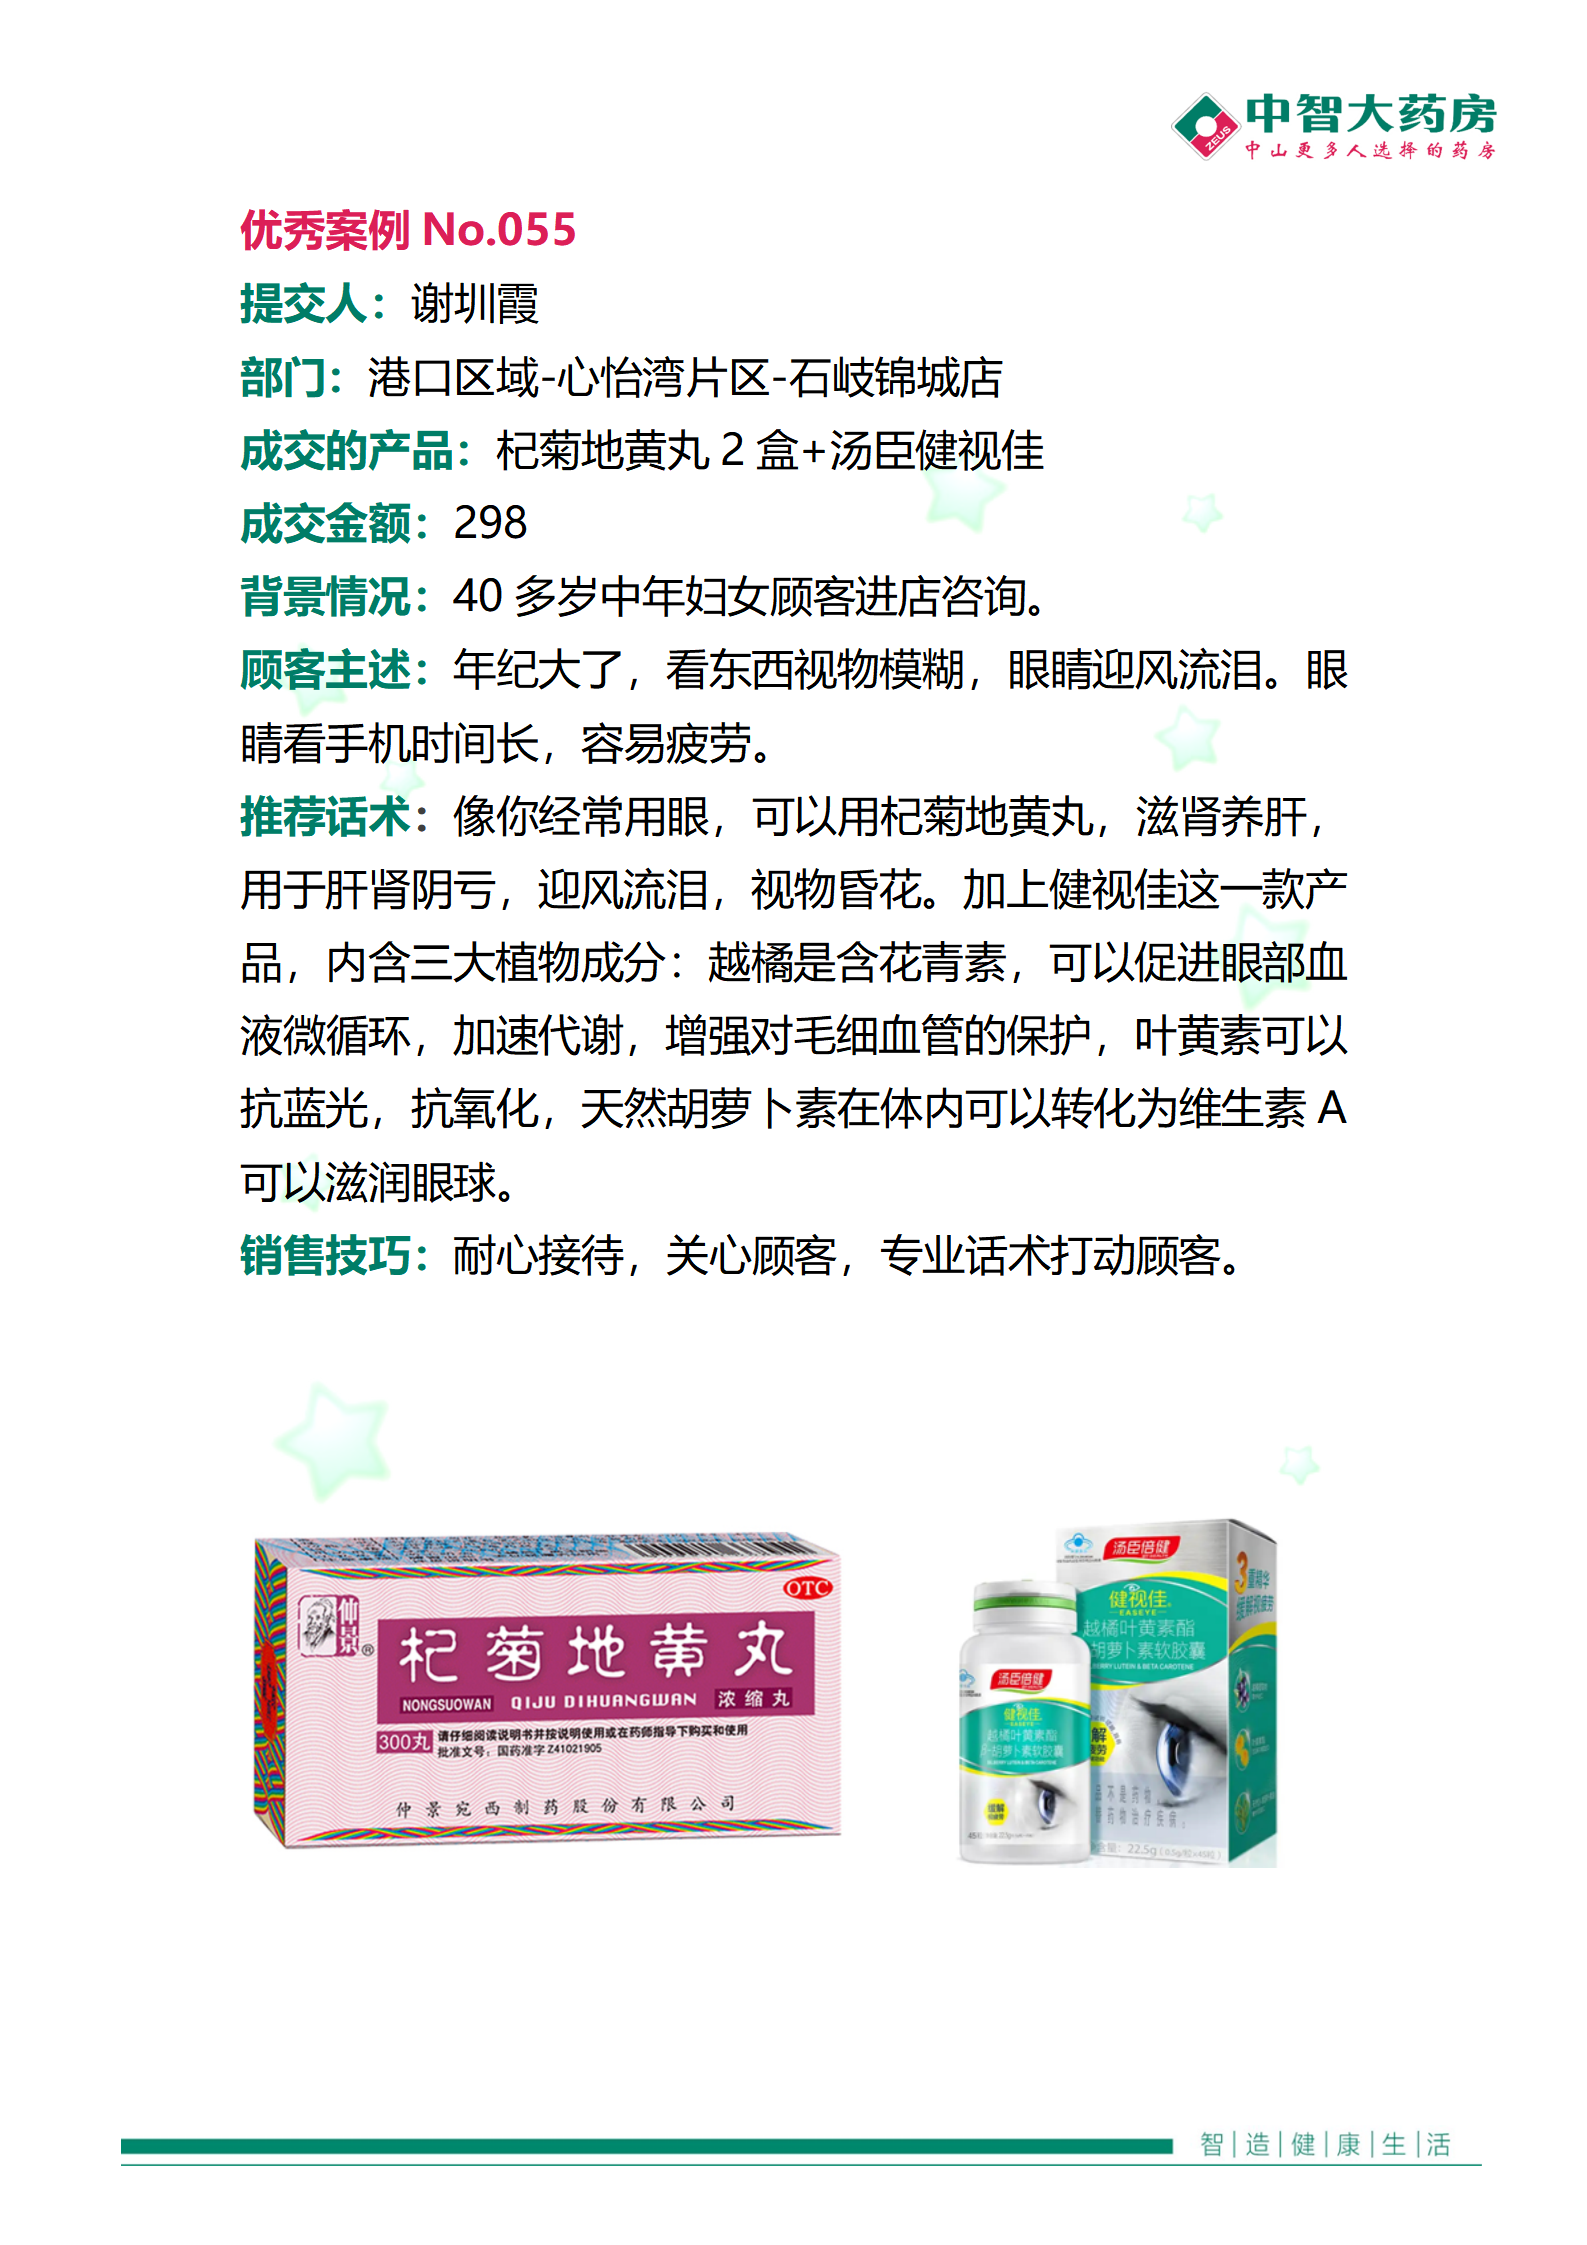 中智大药房
ZEUS
中山更多人选择的药房
优秀案例 No.055
提交人：谢圳霞
部门：港口区域-心怡湾片区-石岐锦城店
成交的产品：杞菊地黄丸 2 盒+汤臣健视佳
成交金额：298
背景情况：40 多岁中年妇女顾客进店咨询。
顾客主述：年纪大了，看东西视物模糊，眼睛迎风流泪。眼
睛看手机时间长，容易疲劳。
推荐话术：像你经常用眼，可以用杞菊地黄丸，滋肾养肝，
用于肝肾阴亏，迎风流泪，视物昏花。加上健视佳这一款产
品，内含三大植物成分：越橘是含花青素，可以促进眼部血
液微循环，加速代谢，增强对毛细血管的保护，叶黄素可以
抗蓝光，抗氧化，天然胡萝卜素在体内可以转化为维生素 A
可以滋润眼球。
销售技巧：耐心接待，关心顾客，专业话术打动顾客。
OTC
仲景®
杞菊地黄丸
NONGSUOWAN QIJU DIHUANGWAN 浓缩丸
300丸 请仔细阅读说明书并按说明使用或在药师指导下购买和使用
批准文号：国药准字 Z41021905
仲景宛西制药股份有限公司
汤臣倍健
健视佳
EASEYE
越橘叶黄素酯
胡萝卜素软胶囊
BERRY LUTEIN & BETA CAROTENE
3重精华
缓解视疲劳
22.5g（0.5g/粒x45粒）
汤臣倍健
健视佳
EASEYE
越橘叶黄素酯
β-胡萝卜素软胶囊
缓解
智|造|健|康|生|活